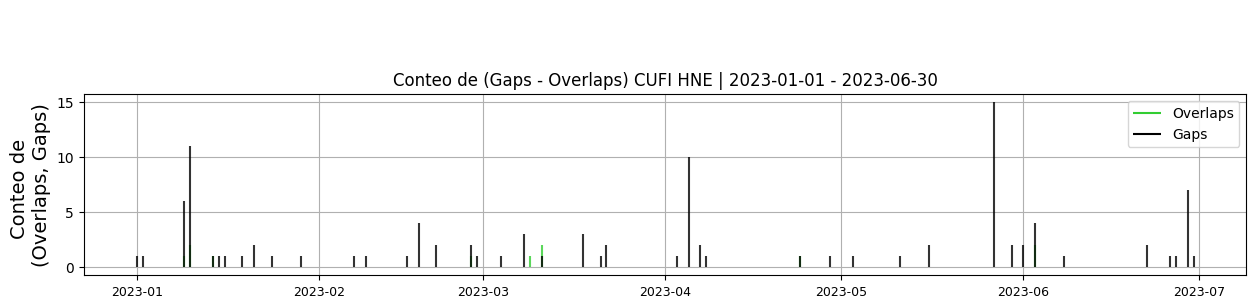 Conteo de (Gaps - Overlaps) CUFI HNE | 2023-01-01 - 2023-06-30
Conteo de
(Overlaps, Gaps)
15
10
5
0
Overlaps
Gaps
2023-01
2023-02
2023-03
2023-04
2023-05
2023-06
2023-07